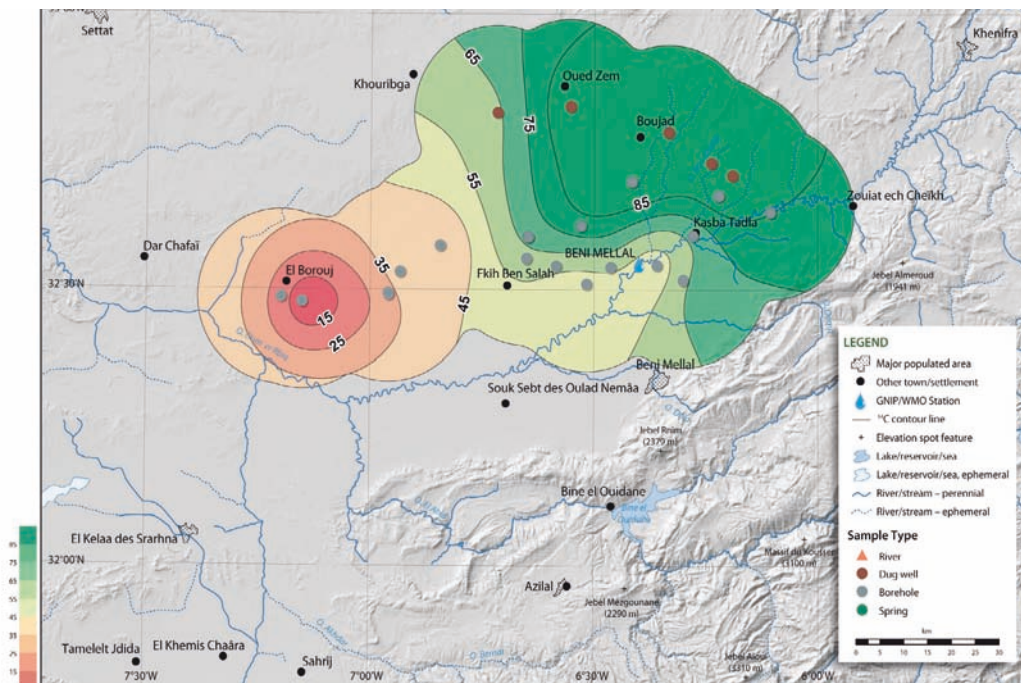 Settat
Khenifra
Khouribga
65
Oued Zem
75
Boujad
55
85
Zouiat ech Cheïkh
Kasba Tadla
Dar Chafaï
BENI MELLAL
35
El Borouj
Fkih Ben Salah
Jebel Almeroud
(1941 m)
32°30'N
45
15
25
Beni Mellal
Souk Sebt des Oulad Nemâa
Jebel Rnim
(2379 m)
Bine el Ouidane
Bine el
Ouidane
El Kelaa des Srarhna
32°00'N
(3100 m)
Azilal
Jebel Mezgounane
(2290 m)
Tamelelt Jdida
El Khemis Chaâra
Sahrij
(3310 m)
7°30'W
7°00'W
6°30'W
6°00'W
LEGEND
Major populated area
Other town/settlement
GNIP/WMO Station
¹⁴C contour line
Elevation spot feature
Lake/reservoir/sea
Lake/reservoir/sea, ephemeral
River/stream – perennial
River/stream – ephemeral
Sample Type
River
Dug well
Borehole
Spring
km
0 5 10 15 20 25 30
95
85
75
65
55
45
35
25
15